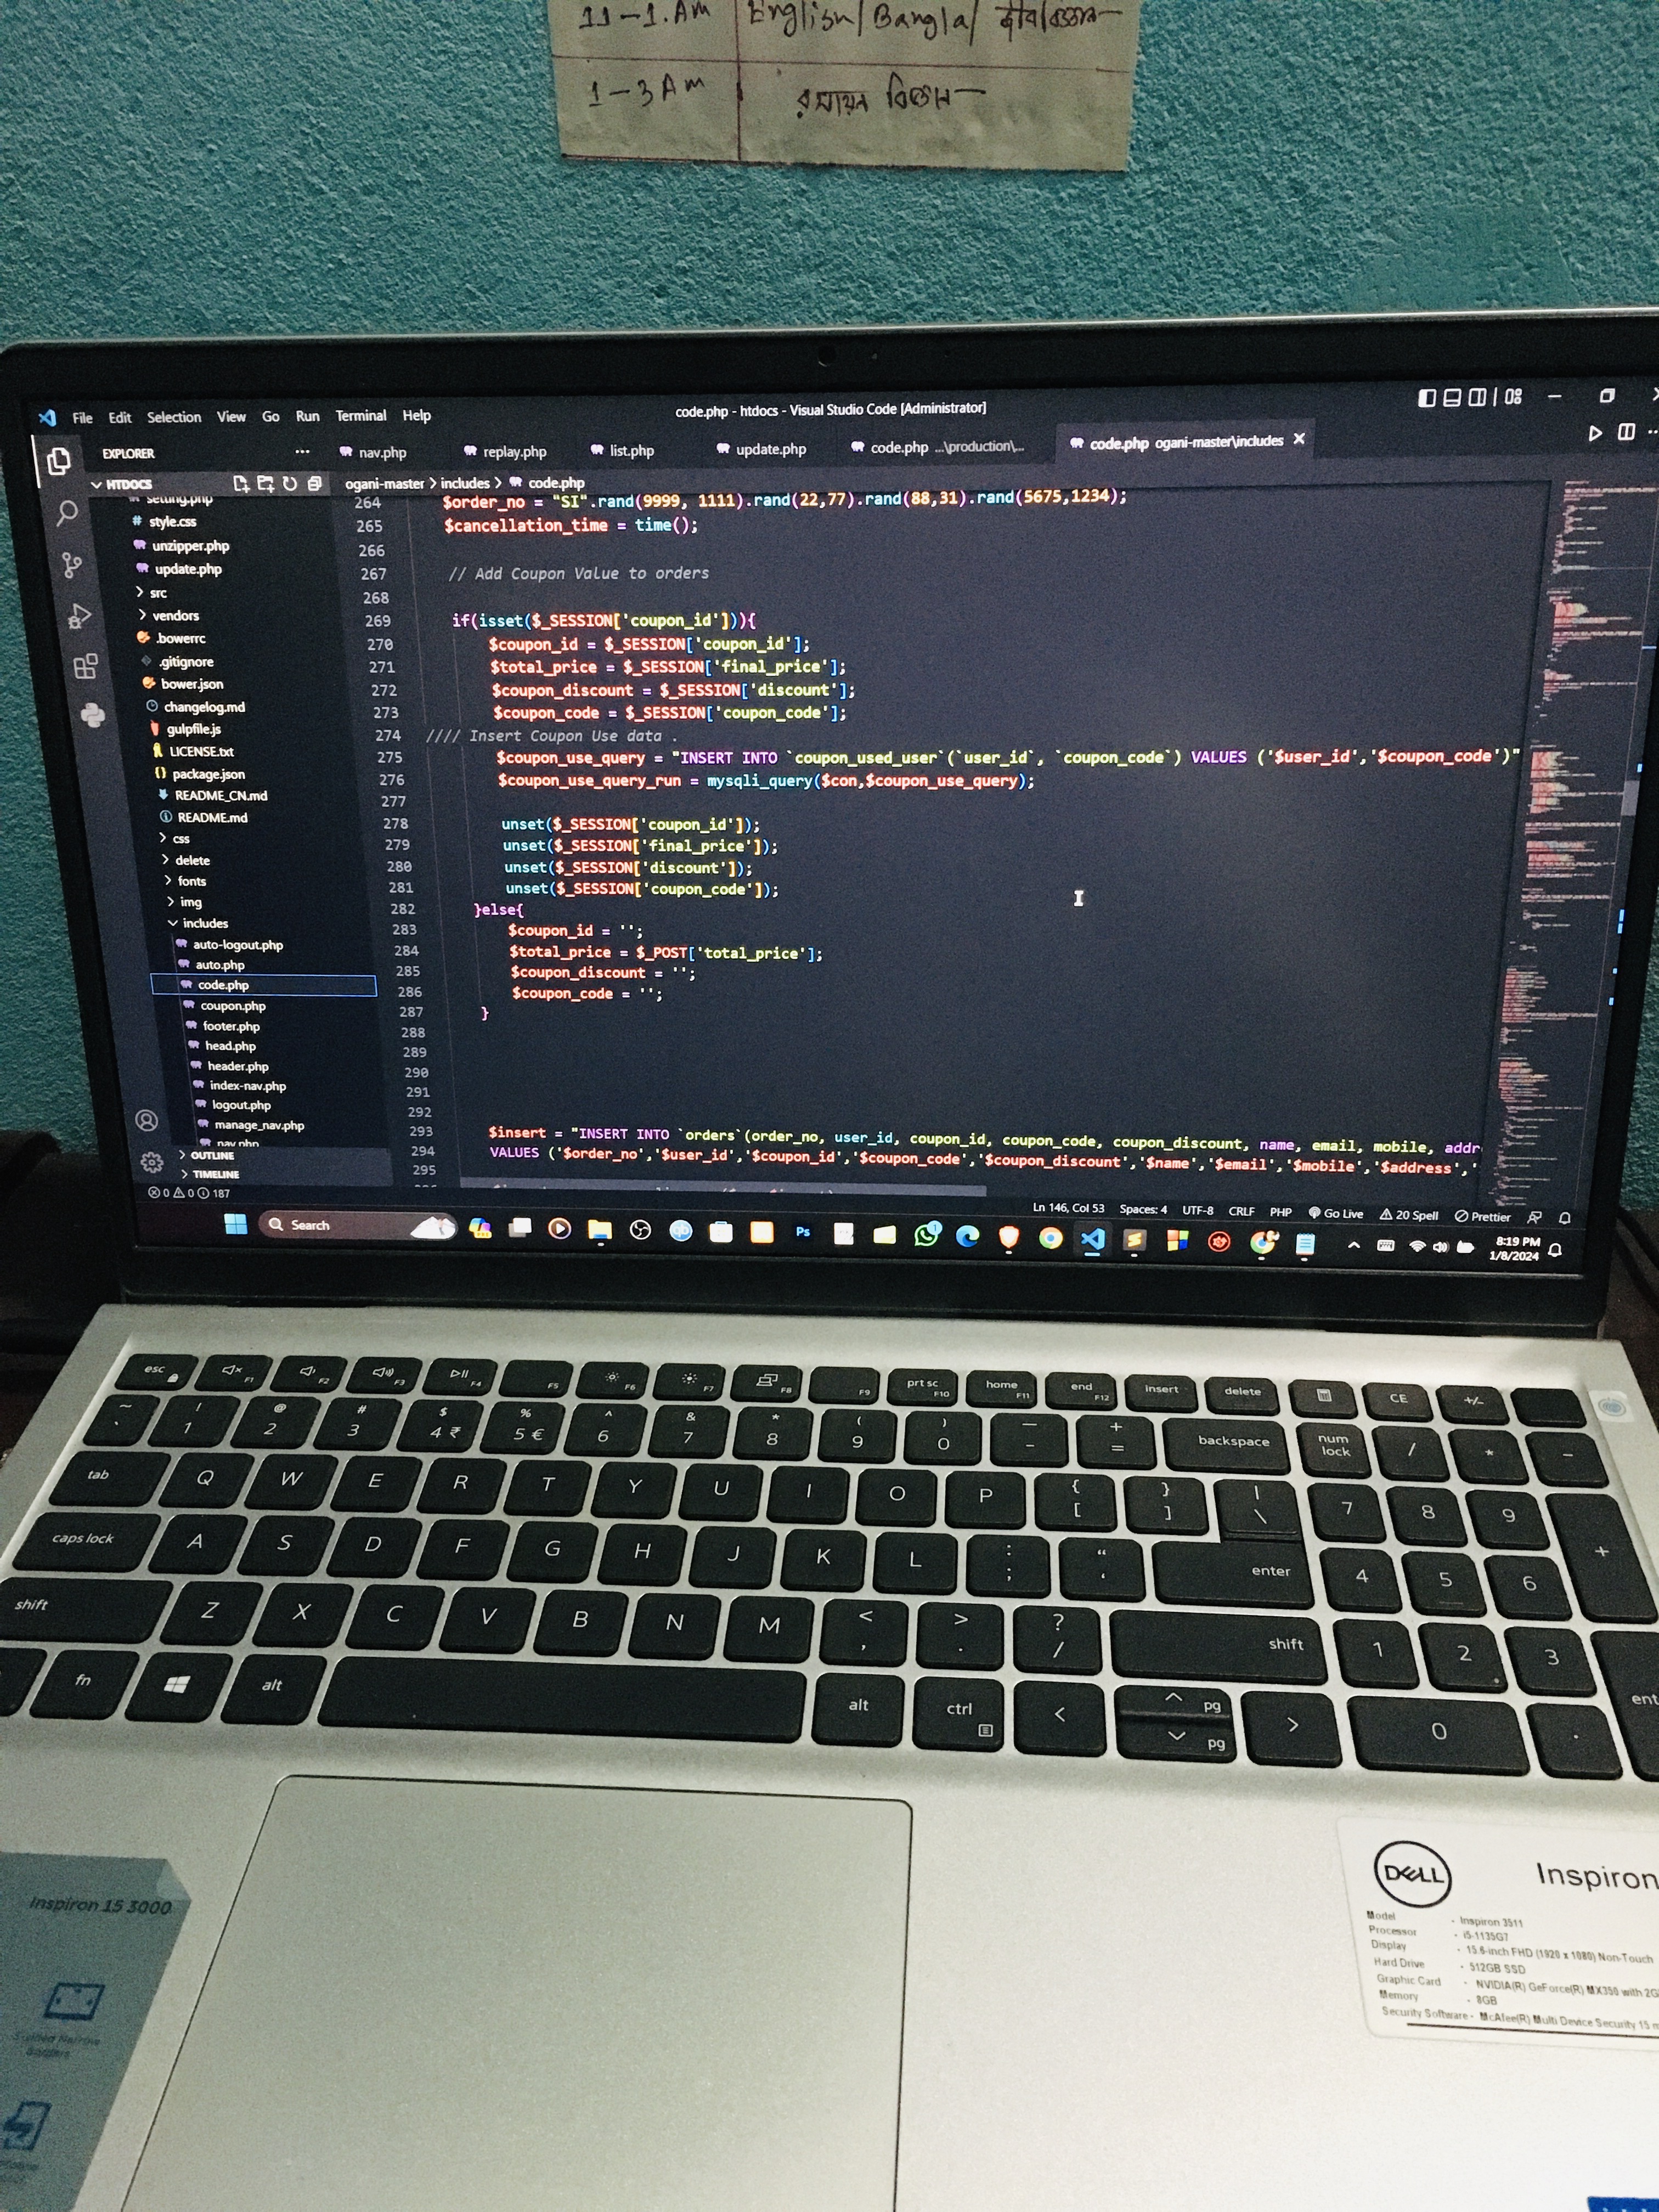 11-1.Am English/Bangla/
1-3Am রসায়ন বিজ্ঞান
File Edit Selection View Go Run Terminal Help
code.php - htdocs - Visual Studio Code [Administrator]
EXPLORER
nav.php replay.php list.php update.php code.php ...\production\... code.php ogani-master\includes
HTDOCS
ogani-master > includes > code.php
setting.php
style.css
unzipper.php
update.php
src
vendors
.bowerrc
.gitignore
bower.json
changelog.md
gulpfile.js
LICENSE.txt
package.json
README_CN.md
README.md
css
delete
fonts
img
includes
auto-logout.php
auto.php
code.php
coupon.php
footer.php
head.php
header.php
index-nav.php
logout.php
manage_nav.php
nav.php
OUTLINE
TIMELINE
264 $order_no = "SI".rand(9999, 1111).rand(22,77).rand(88,31).rand(5675,1234);
265 $cancellation_time = time();
266
267 // Add Coupon Value to orders
268
269 if(isset($_SESSION['coupon_id'])){
270 $coupon_id = $_SESSION['coupon_id'];
271 $total_price = $_SESSION['final_price'];
272 $coupon_discount = $_SESSION['discount'];
273 $coupon_code = $_SESSION['coupon_code'];
274 //// Insert Coupon Use data .
275 $coupon_use_query = "INSERT INTO `coupon_used_user`(`user_id`, `coupon_code`) VALUES ('$user_id','$coupon_code')"
276 $coupon_use_query_run = mysqli_query($con,$coupon_use_query);
277
278 unset($_SESSION['coupon_id']);
279 unset($_SESSION['final_price']);
280 unset($_SESSION['discount']);
281 unset($_SESSION['coupon_code']);
282 }else{
283 $coupon_id = '';
284 $total_price = $_POST['total_price'];
285 $coupon_discount = '';
286 $coupon_code = '';
287 }
288
289
290
291
292
293 $insert = "INSERT INTO `orders`(order_no, user_id, coupon_id, coupon_code, coupon_discount, name, email, mobile, addr
294 VALUES ('$order_no','$user_id','$coupon_id','$coupon_code','$coupon_discount','$name','$email','$mobile','$address','
295
0 0 187
Ln 146, Col 53 Spaces: 4 UTF-8 CRLF PHP Go Live 20 Spell Prettier
Search
Ps
8:19 PM
1/8/2024
esc F1 F2 F3 F4 F5 F6 F7 F8 F9 prt sc F10 home F11 end F12 insert delete CE +/-
~ ` ! 1 @ 2 # 3 $ 4 ₹ % 5 € ^ 6 & 7 * 8 ( 9 ) 0 _ - + = backspace num lock / * -
tab Q W E R T Y U I O P { [ } ] | \ 7 8 9 +
caps lock A S D F G H J K L : ; “ ‘ enter 4 5 6
shift Z X C V B N M < , > . ? / shift 1 2 3
fn alt alt ctrl < pg pg > 0 . ent
DELL Inspiron
Model - Inspiron 3511
Processor - i5-1135G7
Display - 15.6-inch FHD (1920 x 1080) Non-Touch
Hard Drive - 512GB SSD
Graphic Card - NVIDIA(R) GeForce(R) MX350 with 2G
Memory - 8GB
Security Software - McAfee(R) Multi Device Security 15 m
Inspiron 15 3000